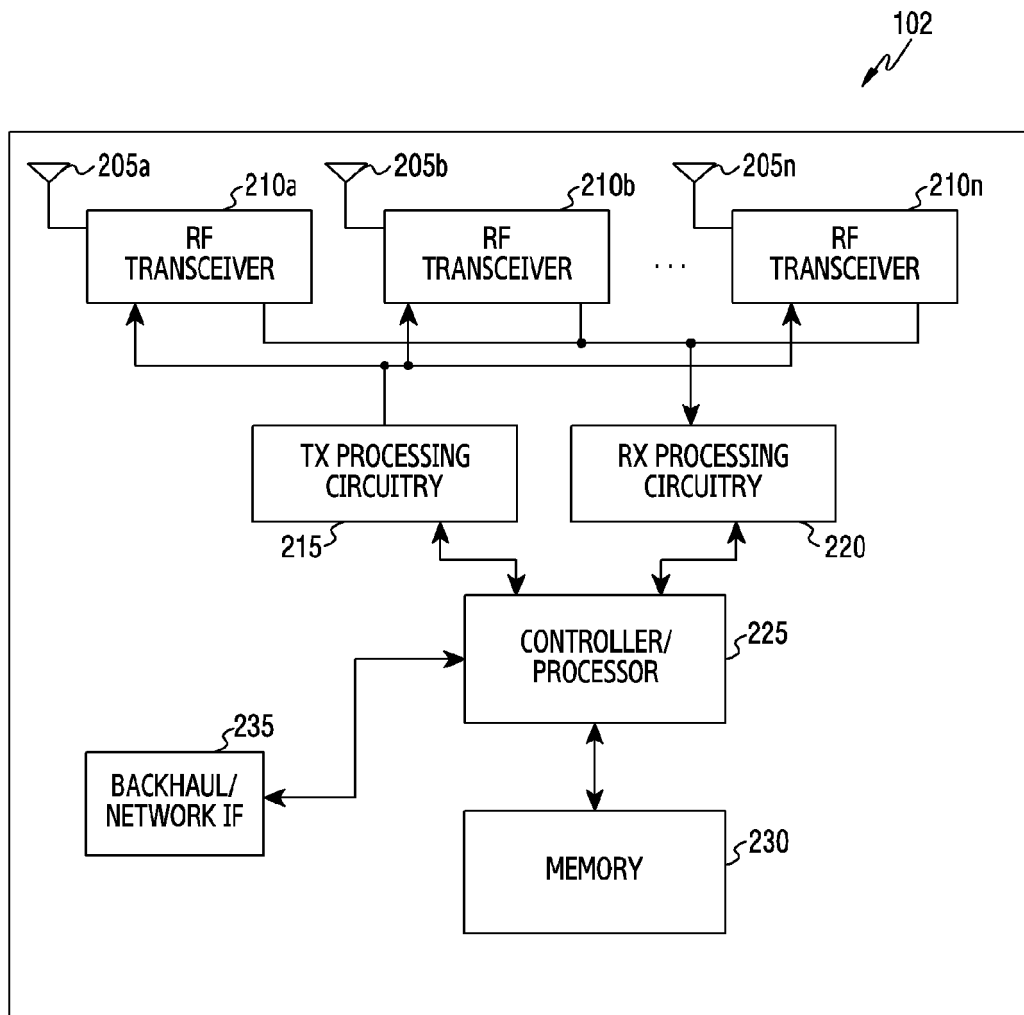 102
205a
205b
205n
210a
210b
210n
RF
TRANSCEIVER
RF
TRANSCEIVER
...
RF
TRANSCEIVER
TX PROCESSING
CIRCUITRY
RX PROCESSING
CIRCUITRY
215
220
CONTROLLER/
PROCESSOR
225
235
BACKHAUL/
NETWORK IF
MEMORY
230